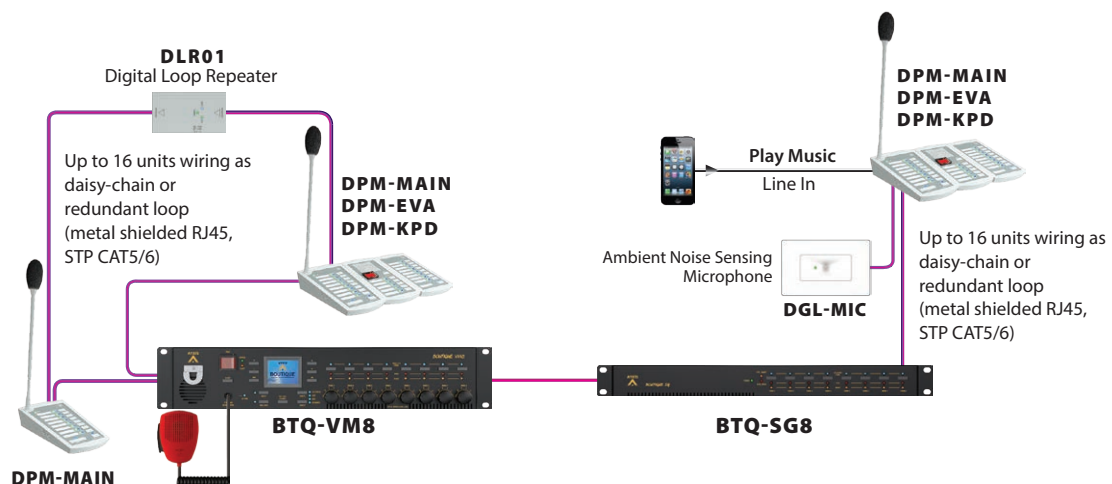 DLR01
Digital Loop Repeater
Up to 16 units wiring as
daisy-chain or
redundant loop
(metal shielded RJ45,
STP CAT5/6)
DPM-MAIN
DPM-EVA
DPM-KPD
DPM-MAIN
BTQ-VM8
BOUTIQUE
Play Music
Line In
DPM-MAIN
DPM-EVA
DPM-KPD
Ambient Noise Sensing
Microphone
DGL-MIC
Up to 16 units wiring as
daisy-chain or
redundant loop
(metal shielded RJ45,
STP CAT5/6)
BTQ-SG8